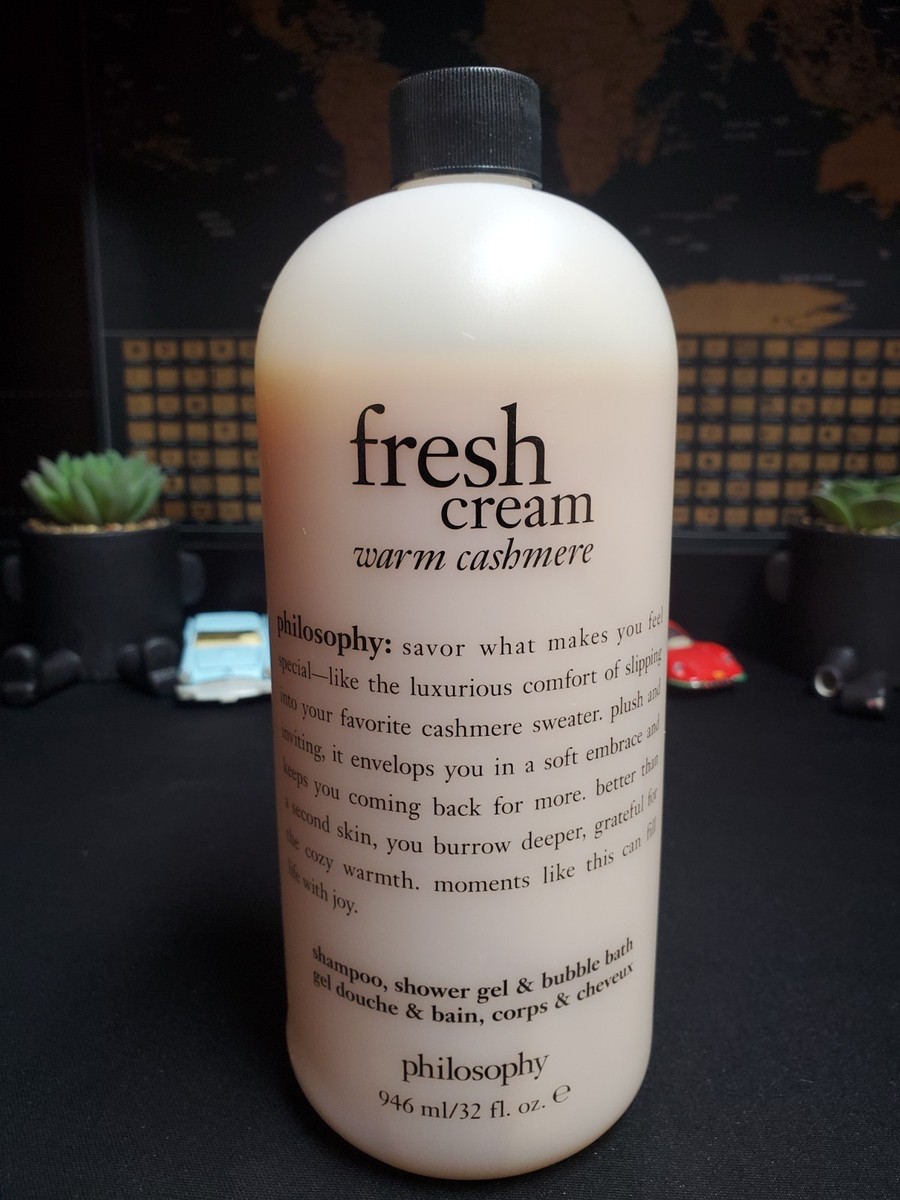 fresh
cream
warm cashmere
philosophy: savor what makes you feel
special—like the luxurious comfort of slipping
into your favorite cashmere sweater. plush and
inviting, it envelops you in a soft embrace and
keeps you coming back for more. better than
a second skin, you burrow deeper, grateful for
the cozy warmth. moments like this can fill
life with joy.
shampoo, shower gel & bubble bath
gel douche & bain, corps & cheveux
philosophy
946 ml/32 fl. oz. ℮